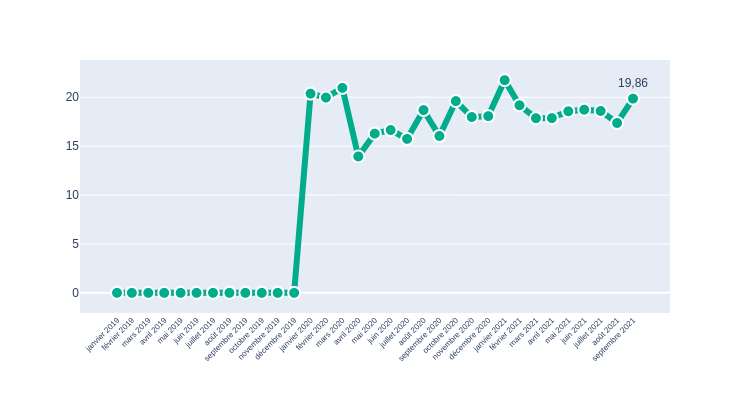 19,86
20
15
10
5
0
janvier 2019
février 2019
mars 2019
avril 2019
mai 2019
juin 2019
juillet 2019
août 2019
septembre 2019
octobre 2019
novembre 2019
décembre 2019
janvier 2020
février 2020
mars 2020
avril 2020
mai 2020
juin 2020
juillet 2020
août 2020
septembre 2020
octobre 2020
novembre 2020
décembre 2020
janvier 2021
février 2021
mars 2021
avril 2021
mai 2021
juin 2021
juillet 2021
août 2021
septembre 2021